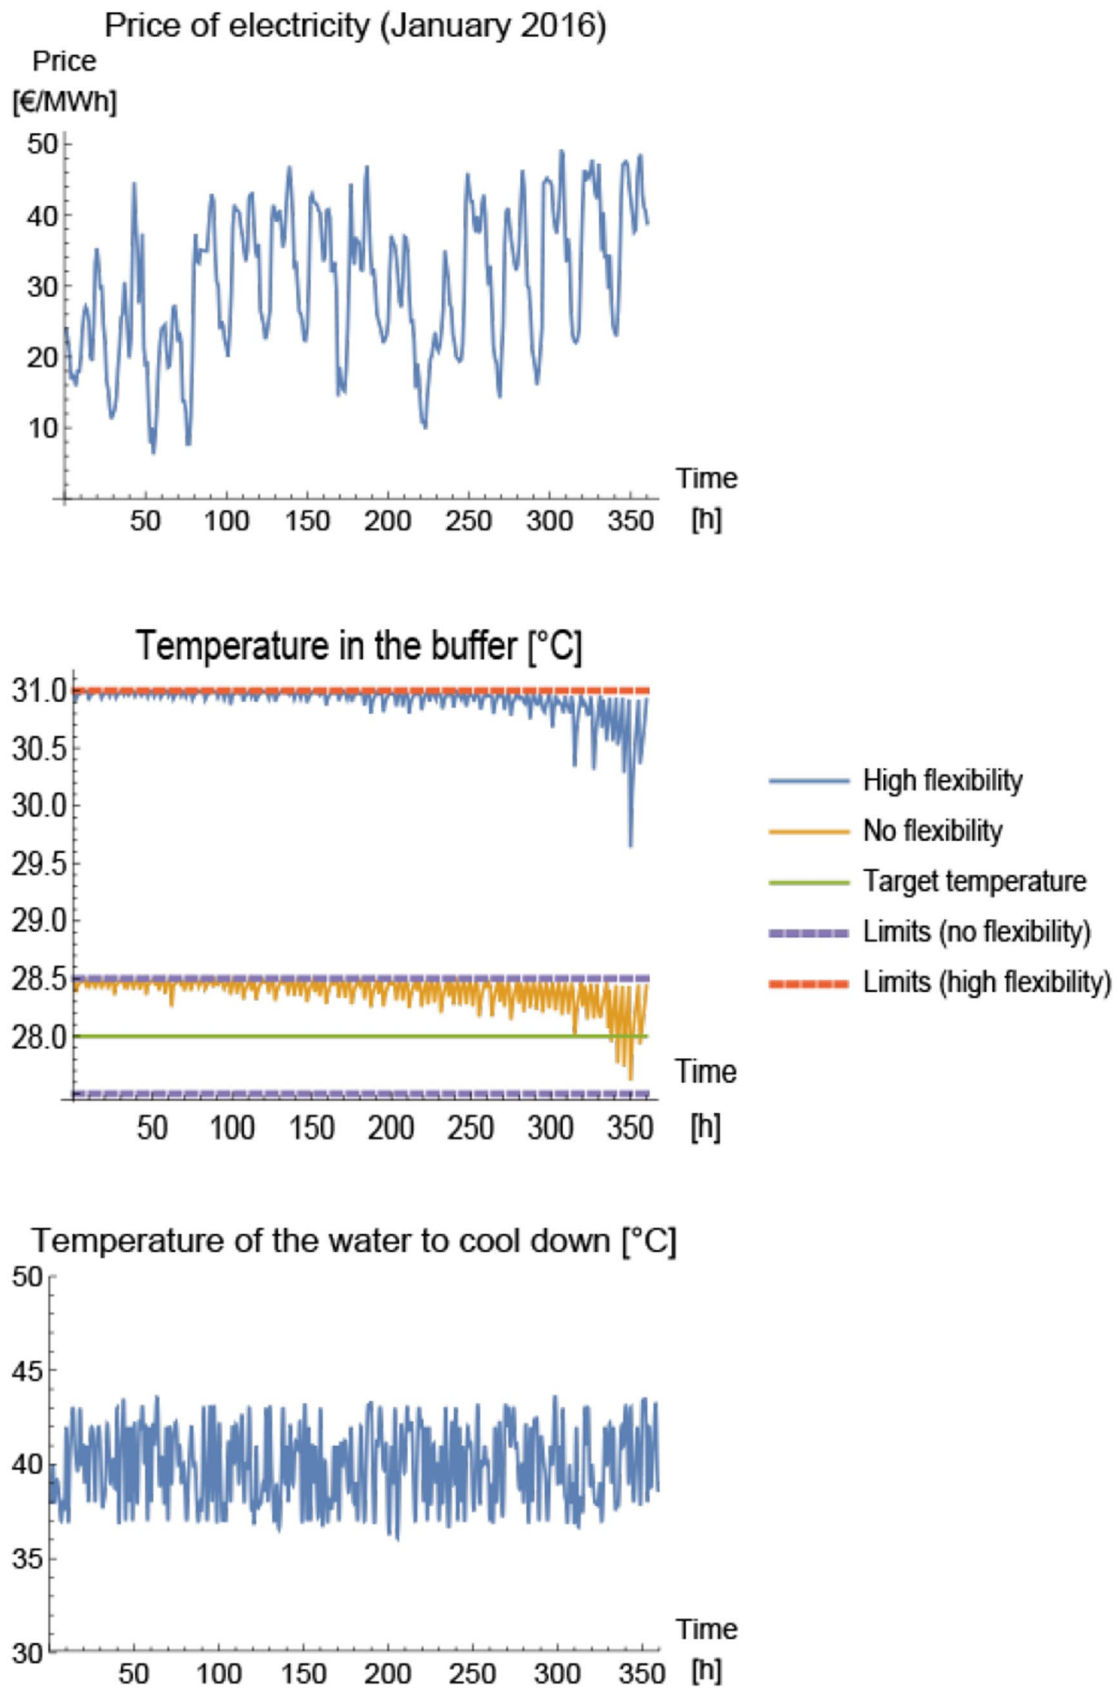 Price of electricity (January 2016)
Price
[€/MWh]
50
40
30
20
10
50 100 150 200 250 300 350
Time
[h]
Temperature in the buffer [°C]
31.0
30.5
30.0
29.5
29.0
28.5
28.0
50 100 150 200 250 300 350
Time
[h]
High flexibility
No flexibility
Target temperature
Limits (no flexibility)
Limits (high flexibility)
Temperature of the water to cool down [°C]
50
45
40
35
30
50 100 150 200 250 300 350
Time
[h]